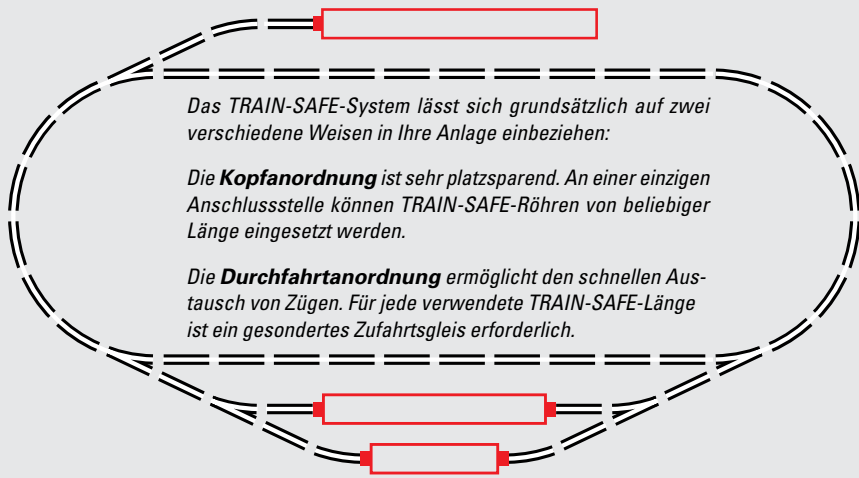 Das TRAIN-SAFE-System lässt sich grundsätzlich auf zwei
verschiedene Weisen in Ihre Anlage einbeziehen:
Die Kopfanordnung ist sehr platzsparend. An einer einzigen
Anschlussstelle können TRAIN-SAFE-Röhren von beliebiger
Länge eingesetzt werden.
Die Durchfahrtanordnung ermöglicht den schnellen Aus-
tausch von Zügen. Für jede verwendete TRAIN-SAFE-Länge
ist ein gesondertes Zufahrtsgleis erforderlich.